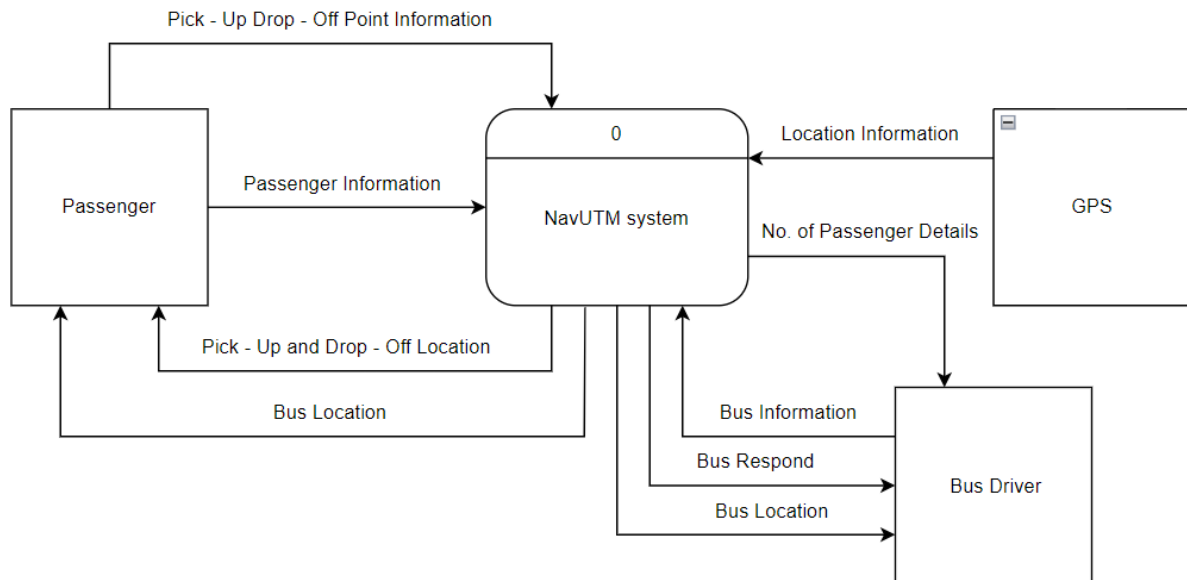 Pick - Up Drop - Off Point Information
0
Location Information
Passenger Information
Passenger
NavUTM system
GPS
No. of Passenger Details
Pick - Up and Drop - Off Location
Bus Location
Bus Information
Bus Respond
Bus Driver
Bus Location